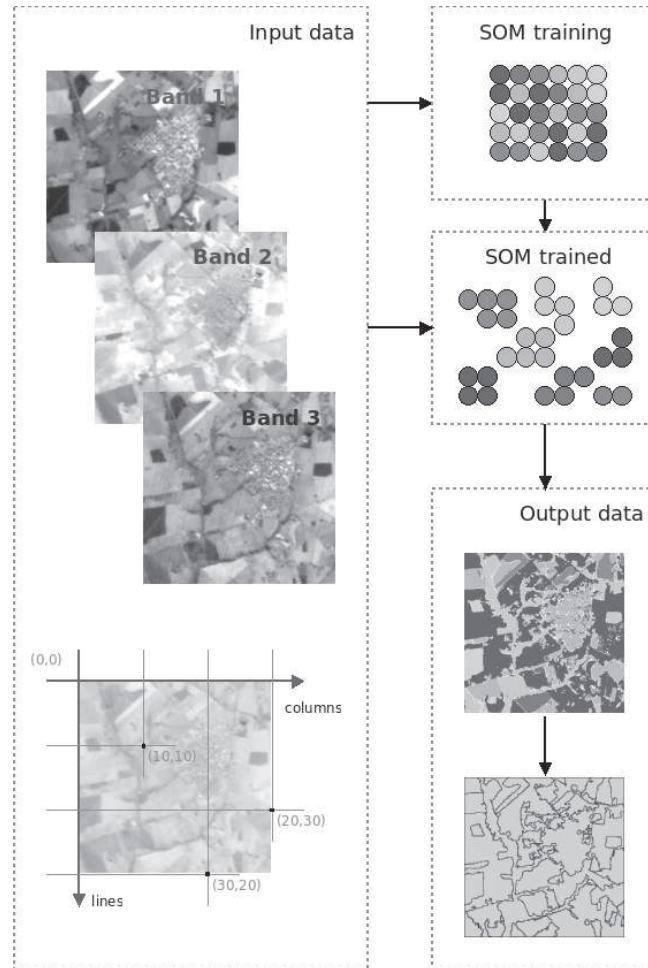 Input data
Band 1
Band 2
Band 3
(0,0)
columns
(10,10)
(20,30)
(30,20)
lines
SOM training
SOM trained
Output data